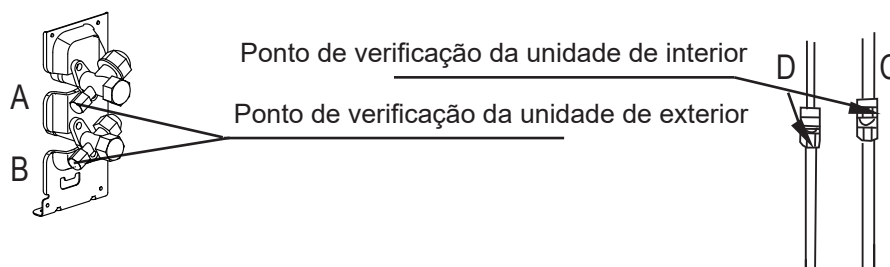 Ponto de verificação da unidade de interior
D
C
A
Ponto de verificação da unidade de exterior
B